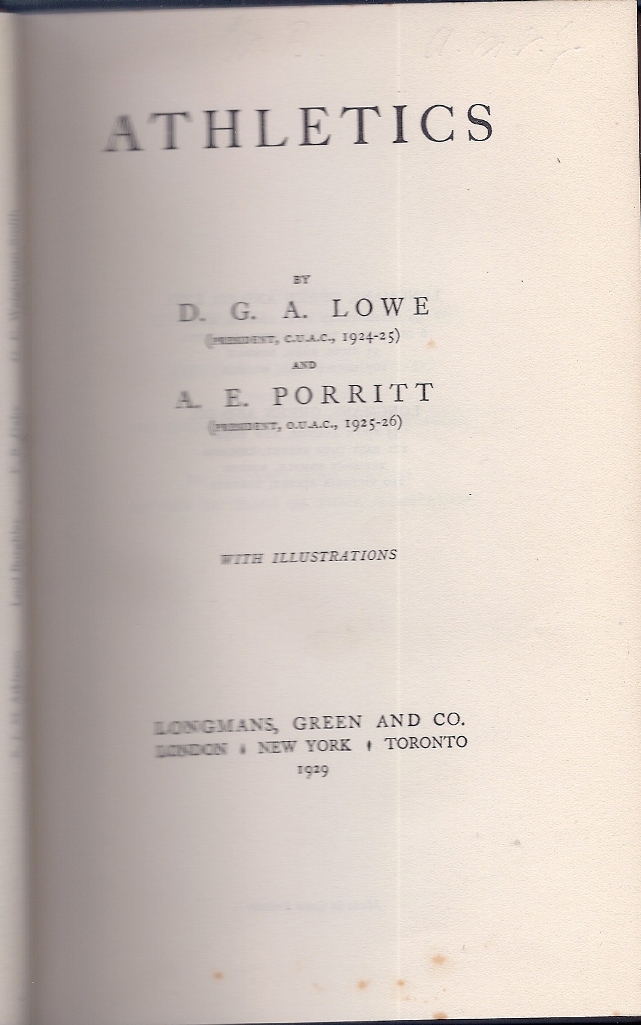 ATHLETICS
BY
D. G. A. LOWE
(PRESIDENT, C.U.A.C., 1924-25)
AND
A. E. PORRITT
(PRESIDENT, O.U.A.C., 1925-26)
WITH ILLUSTRATIONS
LONGMANS, GREEN AND CO.
LONDON NEW YORK TORONTO
1929